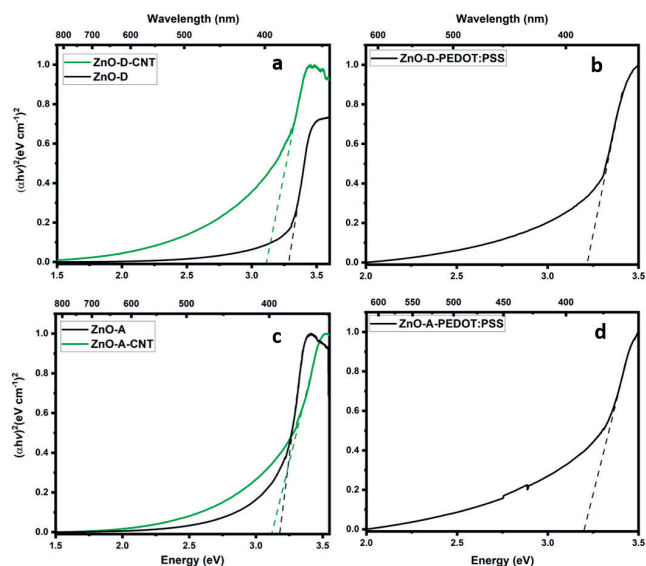 Wavelength (nm)
800 700 600 500 400
ZnO-D-CNT
ZnO-D
a
(αhν)²(eV cm⁻¹)²
1.0
0.8
0.6
0.4
0.2
0.0
1.5 2.0 2.5 3.0 3.5
Wavelength (nm)
600 550 500 450 400
ZnO-D-PEDOT:PSS
b
1.0
0.8
0.6
0.4
0.2
0.0
2.0 2.5 3.0 3.5
800 700 600 500 400
ZnO-A
ZnO-A-CNT
c
(αhν)²(eV cm⁻¹)²
1.0
0.8
0.6
0.4
0.2
0.0
1.5 2.0 2.5 3.0 3.5
Energy (eV)
600 550 500 450 400
ZnO-A-PEDOT:PSS
d
1.0
0.8
0.6
0.4
0.2
0.0
2.0 2.5 3.0 3.5
Energy (eV)